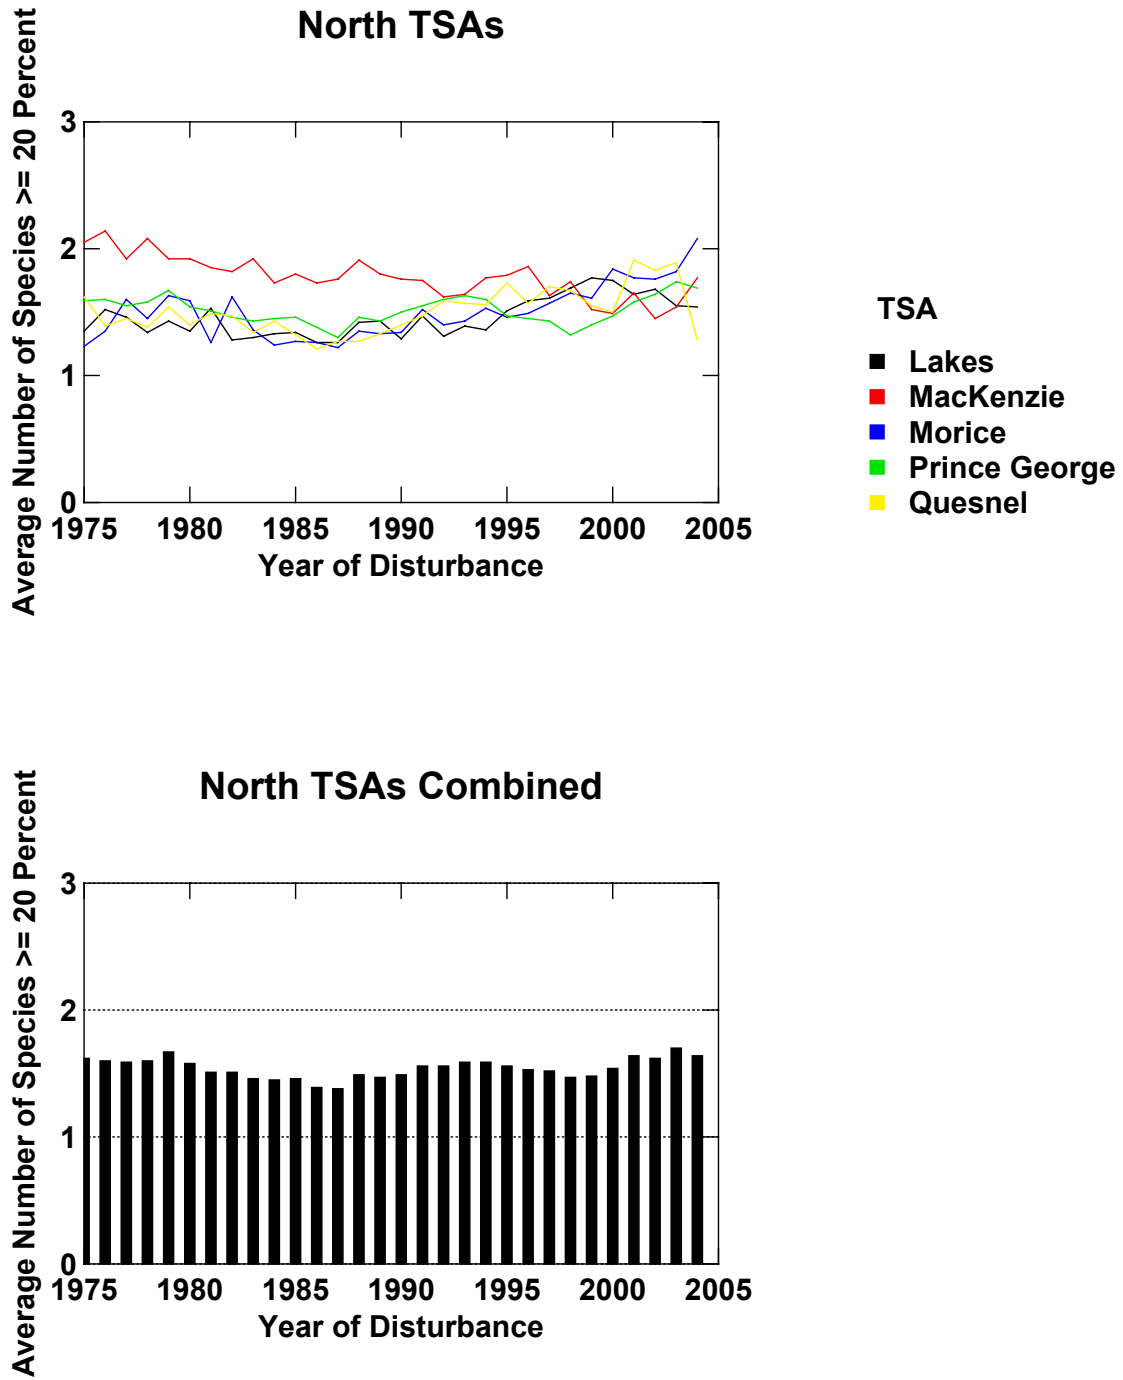 North TSAs
Average Number of Species >= 20 Percent
3
2
1
0
1975 1980 1985 1990 1995 2000 2005
Year of Disturbance
TSA
Lakes
MacKenzie
Morice
Prince George
Quesnel
North TSAs Combined
Average Number of Species >= 20 Percent
3
2
1
0
1975 1980 1985 1990 1995 2000 2005
Year of Disturbance